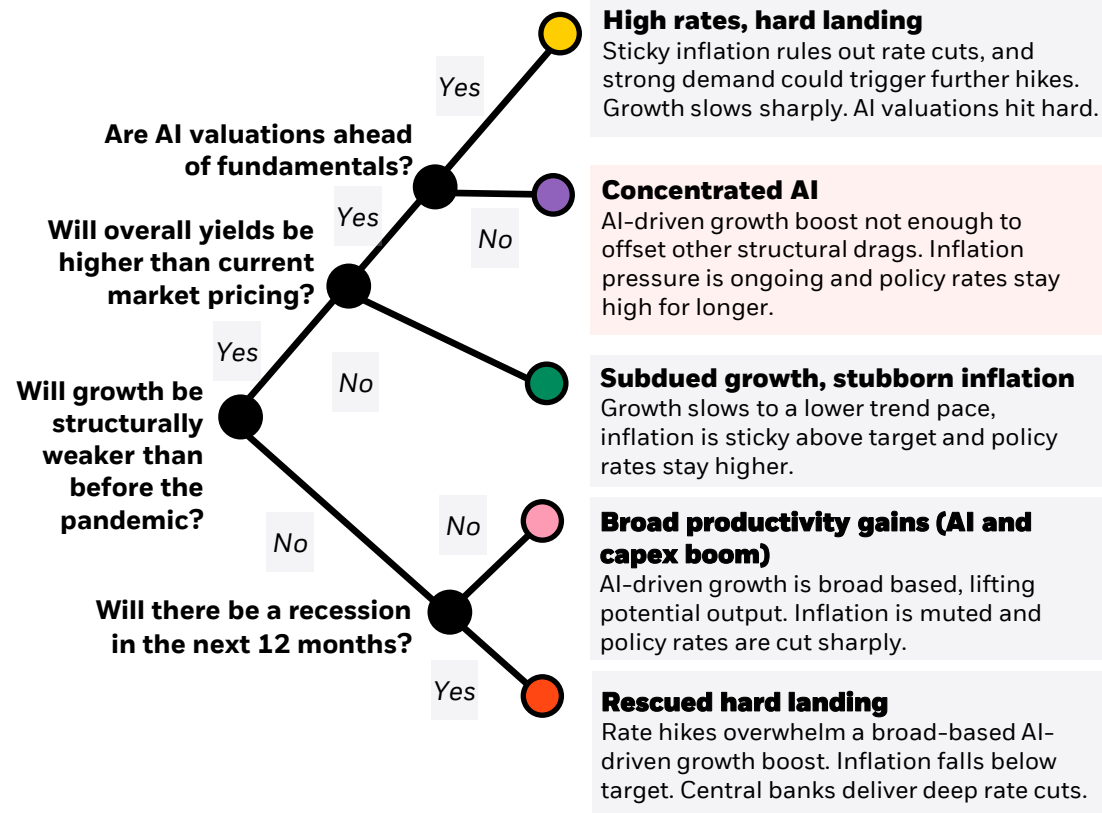 High rates, hard landing
Sticky inflation rules out rate cuts, and
strong demand could trigger further hikes.
Growth slows sharply. AI valuations hit hard.
Yes
Are AI valuations ahead
of fundamentals?
Concentrated AI
AI-driven growth boost not enough to
offset other structural drags. Inflation
pressure is ongoing and policy rates stay
high for longer.
Yes
No
Will overall yields be
higher than current
market pricing?
Yes
No
Subdued growth, stubborn inflation
Growth slows to a lower trend pace,
inflation is sticky above target and policy
rates stay higher.
Will growth be
structurally
weaker than
before the
pandemic?
No
No
Broad productivity gains (AI and
capex boom)
AI-driven growth is broad based, lifting
potential output. Inflation is muted and
policy rates are cut sharply.
Will there be a recession
in the next 12 months?
Yes
Rescued hard landing
Rate hikes overwhelm a broad-based AI-
driven growth boost. Inflation falls below
target. Central banks deliver deep rate cuts.